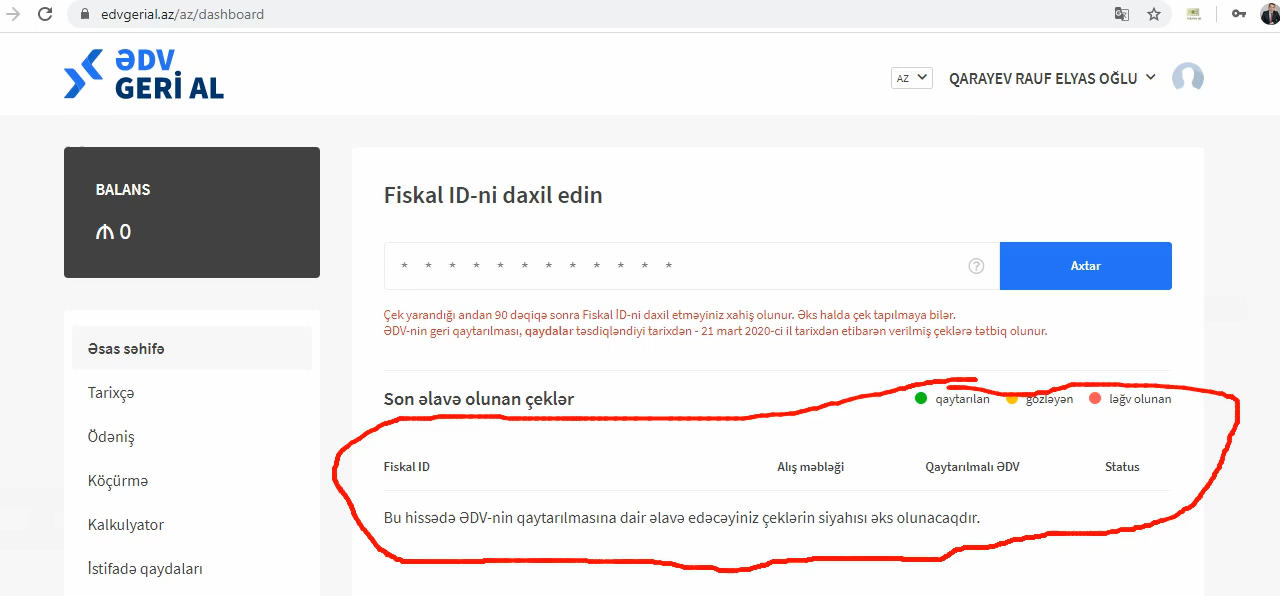 edvgerial.az/az/dashboard
ƏDV
GERİ AL
AZ
QARAYEV RAUF ELYAS OĞLU
BALANS
₼ 0
Əsas səhifə
Tarixçə
Ödəniş
Köçürmə
Kalkulyator
İstifadə qaydaları
Fiskal ID-ni daxil edin
* * * * * * * * * * * *
?
Axtar
Çek yarandığı andan 90 dəqiqə sonra Fiskal İD-ni daxil etməyiniz xahiş olunur. Əks halda çek tapılmaya bilər.
ƏDV-nin geri qaytarılması, qaydalar təsdiqləndiyi tarixdən - 21 mart 2020-ci il tarixdən etibarən verilmiş çeklərə tətbiq olunur.
Son əlavə olunan çeklər
qaytarılan gözləyən ləğv olunan
Fiskal ID Alış məbləği Qaytarılmalı ƏDV Status
Bu hissədə ƏDV-nin qaytarılmasına dair əlavə edəcəyiniz çeklərin siyahısı əks olunacaqdır.